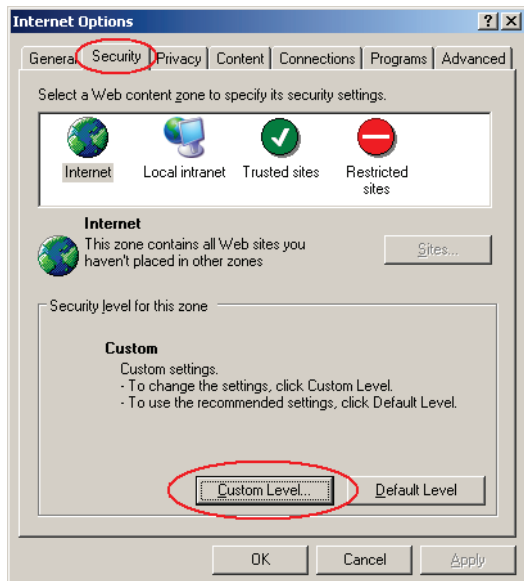 Internet Options
? X
General Security Privacy Content Connections Programs Advanced
Select a Web content zone to specify its security settings.
Internet Local intranet Trusted sites Restricted
sites
Internet
This zone contains all Web sites you
haven't placed in other zones
Sites...
Security level for this zone
Custom
Custom settings.
- To change the settings, click Custom Level.
- To use the recommended settings, click Default Level.
Custom Level... Default Level
OK Cancel Apply